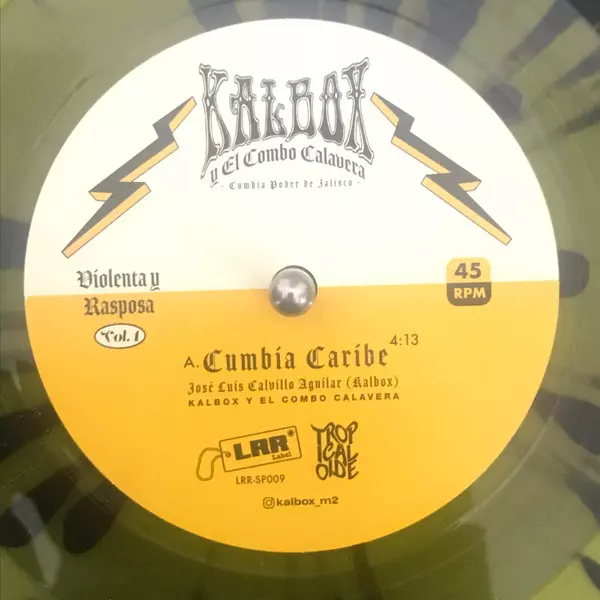 KALBOX
y El Combo Calavera
- Cumbia Poder de Jalisco -
Violenta y
Rasposa
Vol. 1
45
RPM
A. Cumbia Caribe 4:13
José Luis Calvillo Aguilar (Kalbox)
KALBOX Y EL COMBO CALAVERA
LRR
Label
LRR-SP009
TROP
ICAL
OIDE
kalbox_m2